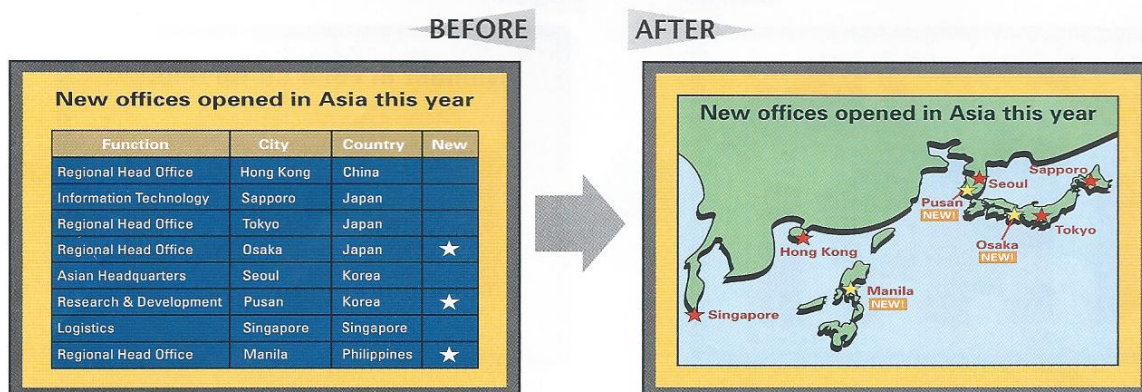 BEFORE
AFTER
New offices opened in Asia this year
Function City Country New
Regional Head Office Hong Kong China
Information Technology Sapporo Japan
Regional Head Office Tokyo Japan
Regional Head Office Osaka Japan
Asian Headquarters Seoul Korea
Research & Development Pusan Korea
Logistics Singapore Singapore
Regional Head Office Manila Philippines
New offices opened in Asia this year
Sapporo
Seoul
Pusan
NEW!
Tokyo
Osaka
NEW!
Hong Kong
Manila
NEW!
Singapore